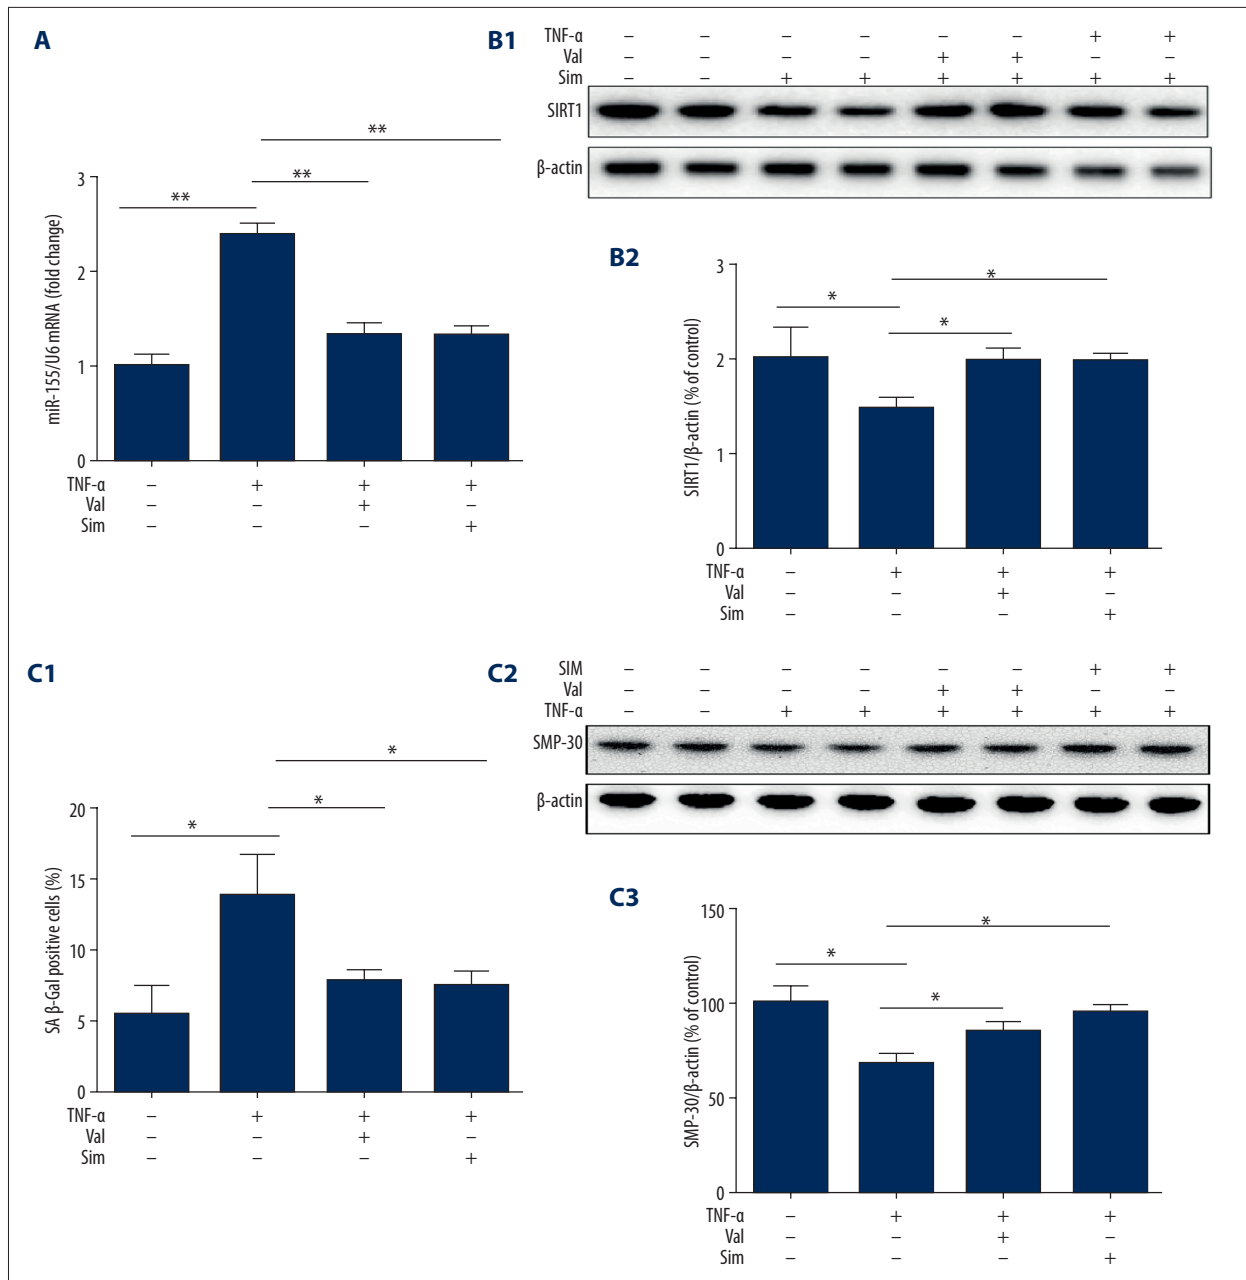 A
**
**
**
miR-155/U6 mRNA (fold change)
3
2
1
0
TNF-α – + + +
Val – – + –
Sim – – – +
B1
TNF-α – – – – – – + +
Val – – – – + + – –
Sim – – + + + + + +
SIRT1
β-actin
B2
*
*
*
SIRT1/β-actin (% of control)
3
2
1
0
TNF-α – + + +
Val – – + –
Sim – – – +
C1
*
*
*
SA β-Gal positive cells (%)
20
15
10
5
0
TNF-α – + + +
Val – – + –
Sim – – – +
C2
SIM – – – – – – + +
Val – – – – + + – –
TNF-α – – + + + + + +
SMP-30
β-actin
C3
*
*
*
SMP-30/β-actin (% of control)
150
100
50
0
TNF-α – + + +
Val – – + –
Sim – – – +